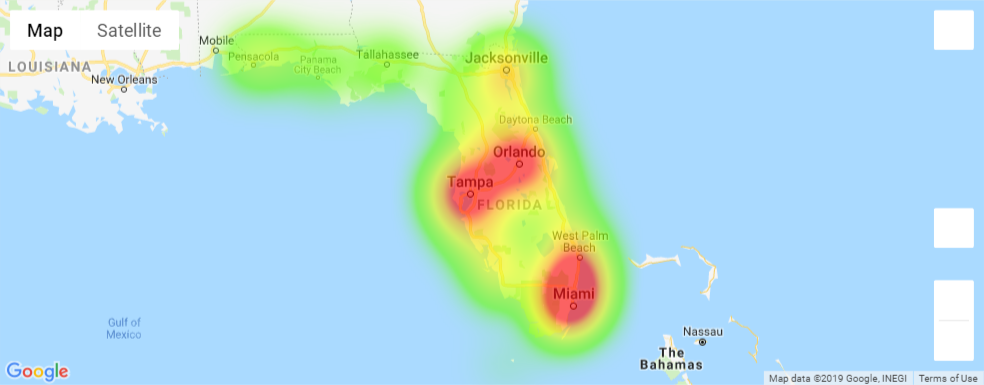 Map
Satellite
Mobile
Pensacola
Panama
City Beach
Tallahassee
Jacksonville
LOUISIANA
New Orleans
Daytona Beach
Orlando
Tampa
FLORIDA
West Palm
Beach
Miami
Gulf of
Mexico
Nassau
The
Bahamas
Google
Map data ©2019 Google, INEGI
Terms of Use